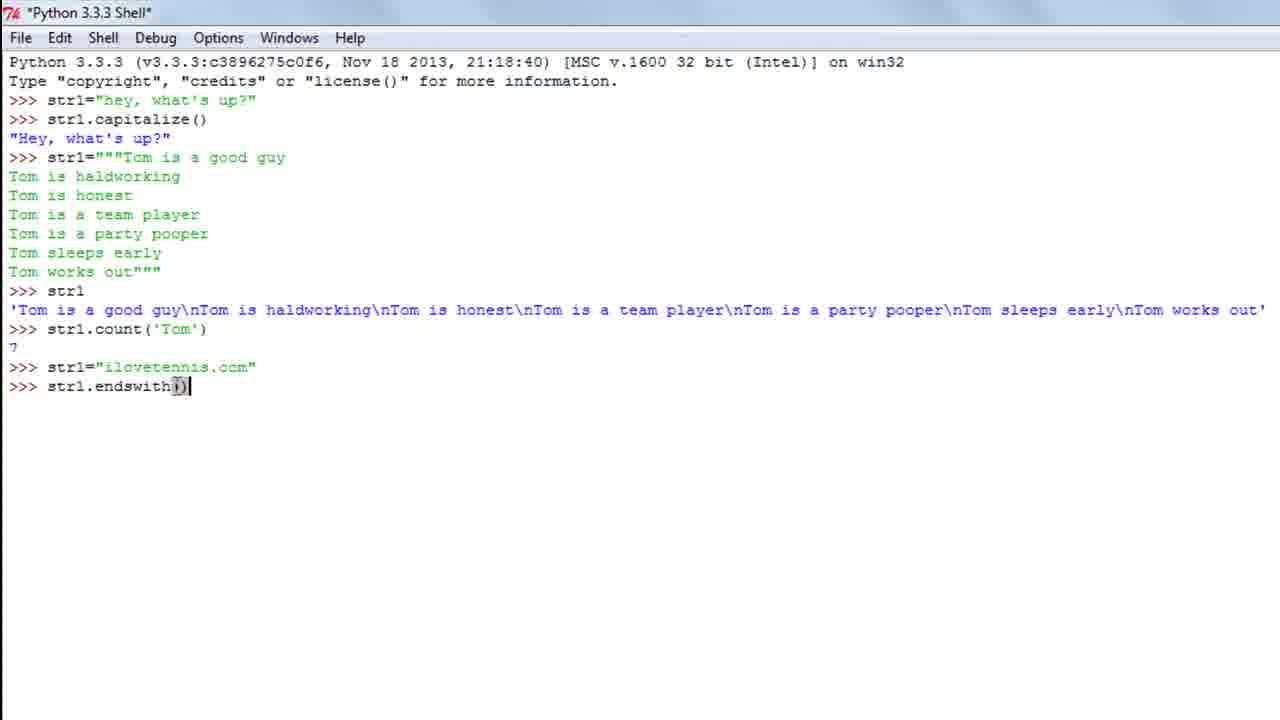 *Python 3.3.3 Shell*
File Edit Shell Debug Options Windows Help
Python 3.3.3 (v3.3.3:c3896275c0f6, Nov 18 2013, 21:18:40) [MSC v.1600 32 bit (Intel)] on win32
Type "copyright", "credits" or "license()" for more information.
>>> str1="hey, what's up?"
>>> str1.capitalize()
"Hey, what's up?"
>>> str1="""Tom is a good guy
Tom is haldworking
Tom is honest
Tom is a team player
Tom is a party pooper
Tom sleeps early
Tom works out"""
>>> str1
'Tom is a good guy\nTom is haldworking\nTom is honest\nTom is a team player\nTom is a party pooper\nTom sleeps early\nTom works out'
>>> str1.count('Tom')
7
>>> str1="ilovetennis.com"
>>> str1.endswith()